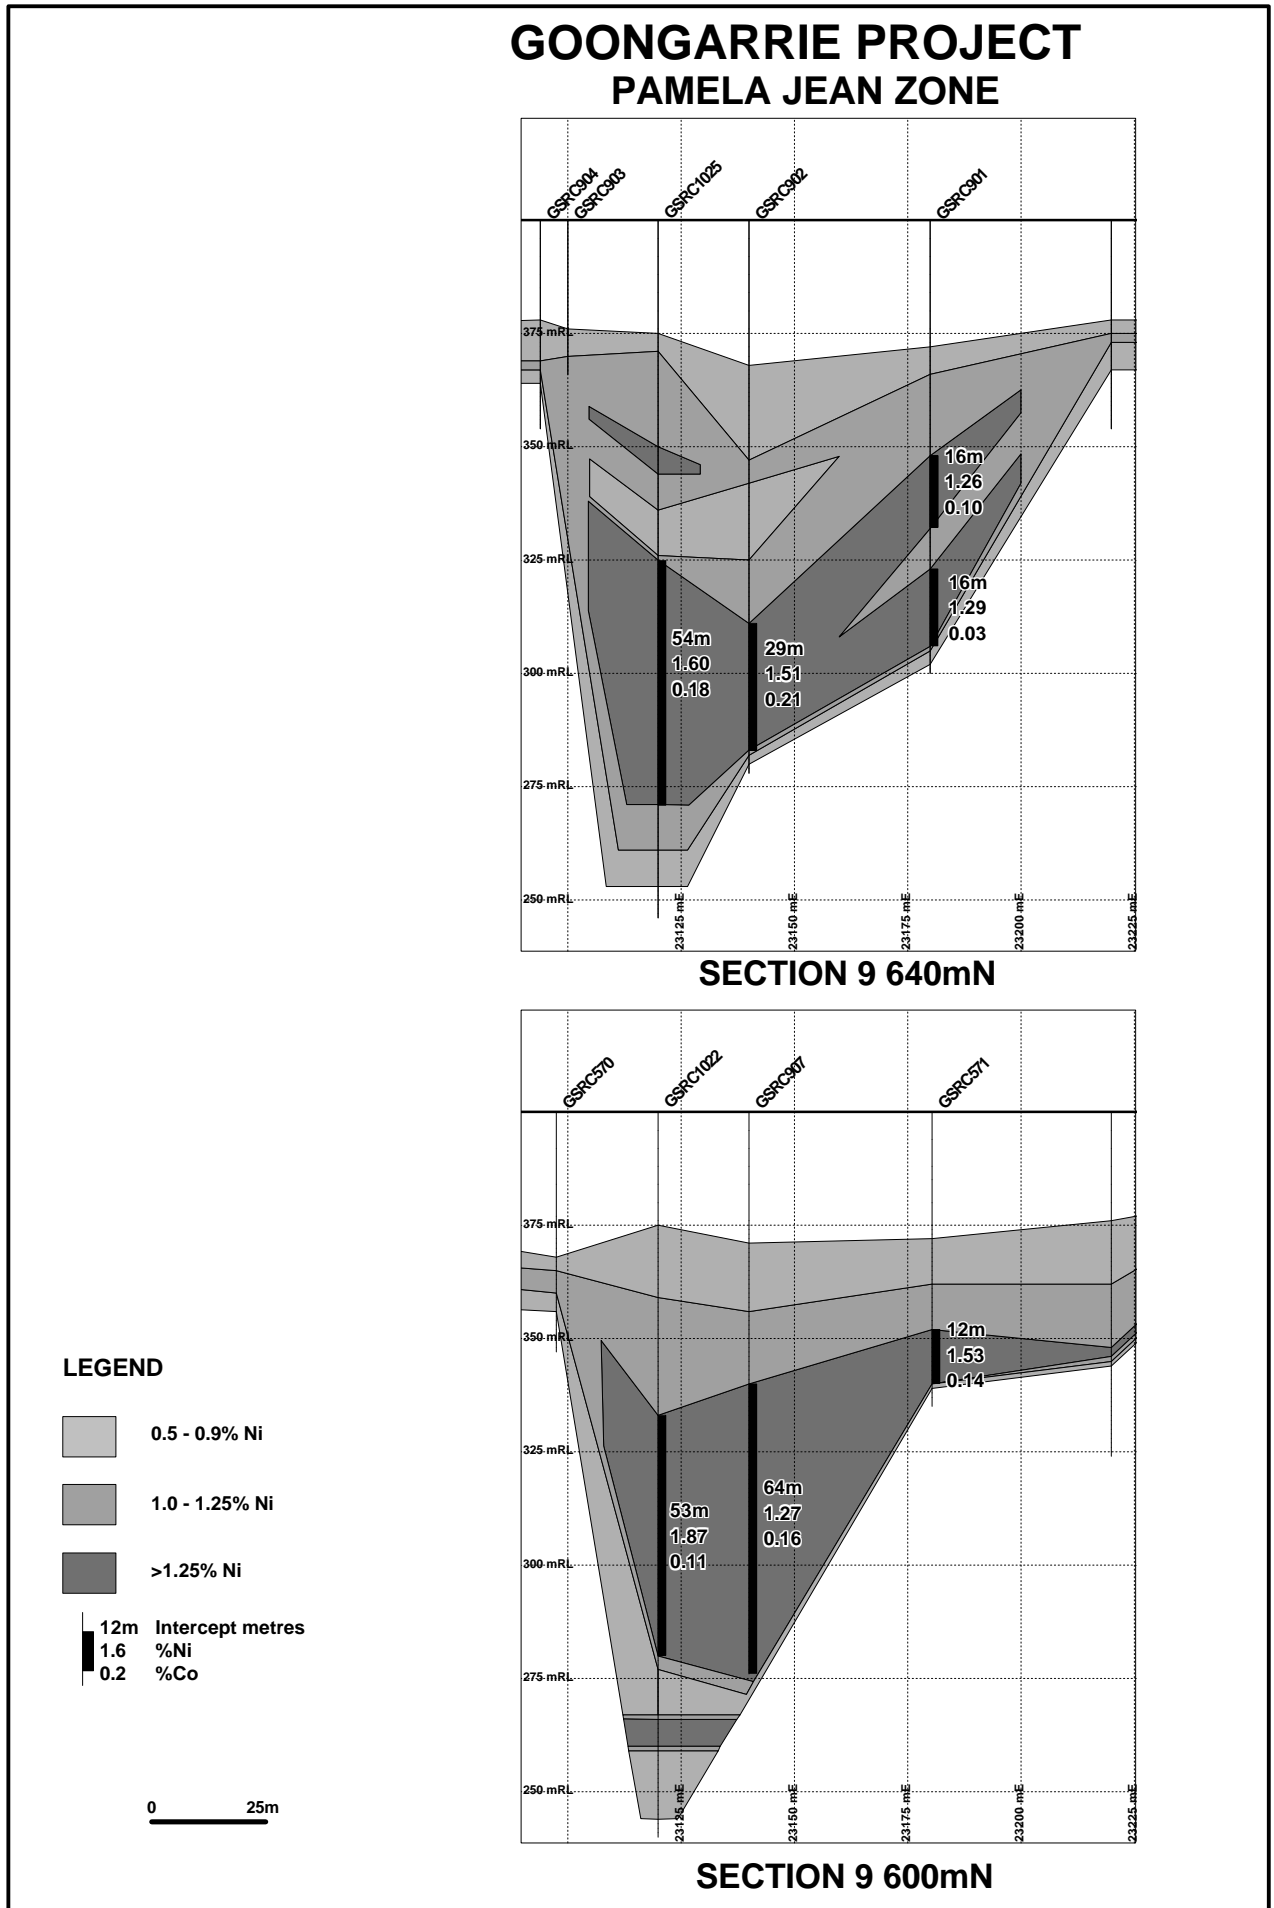 GOONGARRIE PROJECT
PAMELA JEAN ZONE
GSRC904
GSRC903
GSRC1025
GSRC902
GSRC901
375 mRL
350 mRL
325 mRL
300 mRL
275 mRL
250 mRL
16m
1.26
0.10
16m
1.29
0.03
54m
1.60
0.18
29m
1.51
0.21
23125 mE
23150 mE
23175 mE
23200 mE
23225 mE
SECTION 9 640mN
GSRC570
GSRC1022
GSRC907
GSRC571
375 mRL
350 mRL
325 mRL
300 mRL
275 mRL
250 mRL
12m
1.53
0.14
53m
1.87
0.11
64m
1.27
0.16
23125 mE
23150 mE
23175 mE
23200 mE
23225 mE
SECTION 9 600mN
LEGEND
0.5 - 0.9% Ni
1.0 - 1.25% Ni
>1.25% Ni
12m Intercept metres
1.6 %Ni
0.2 %Co
0 25m